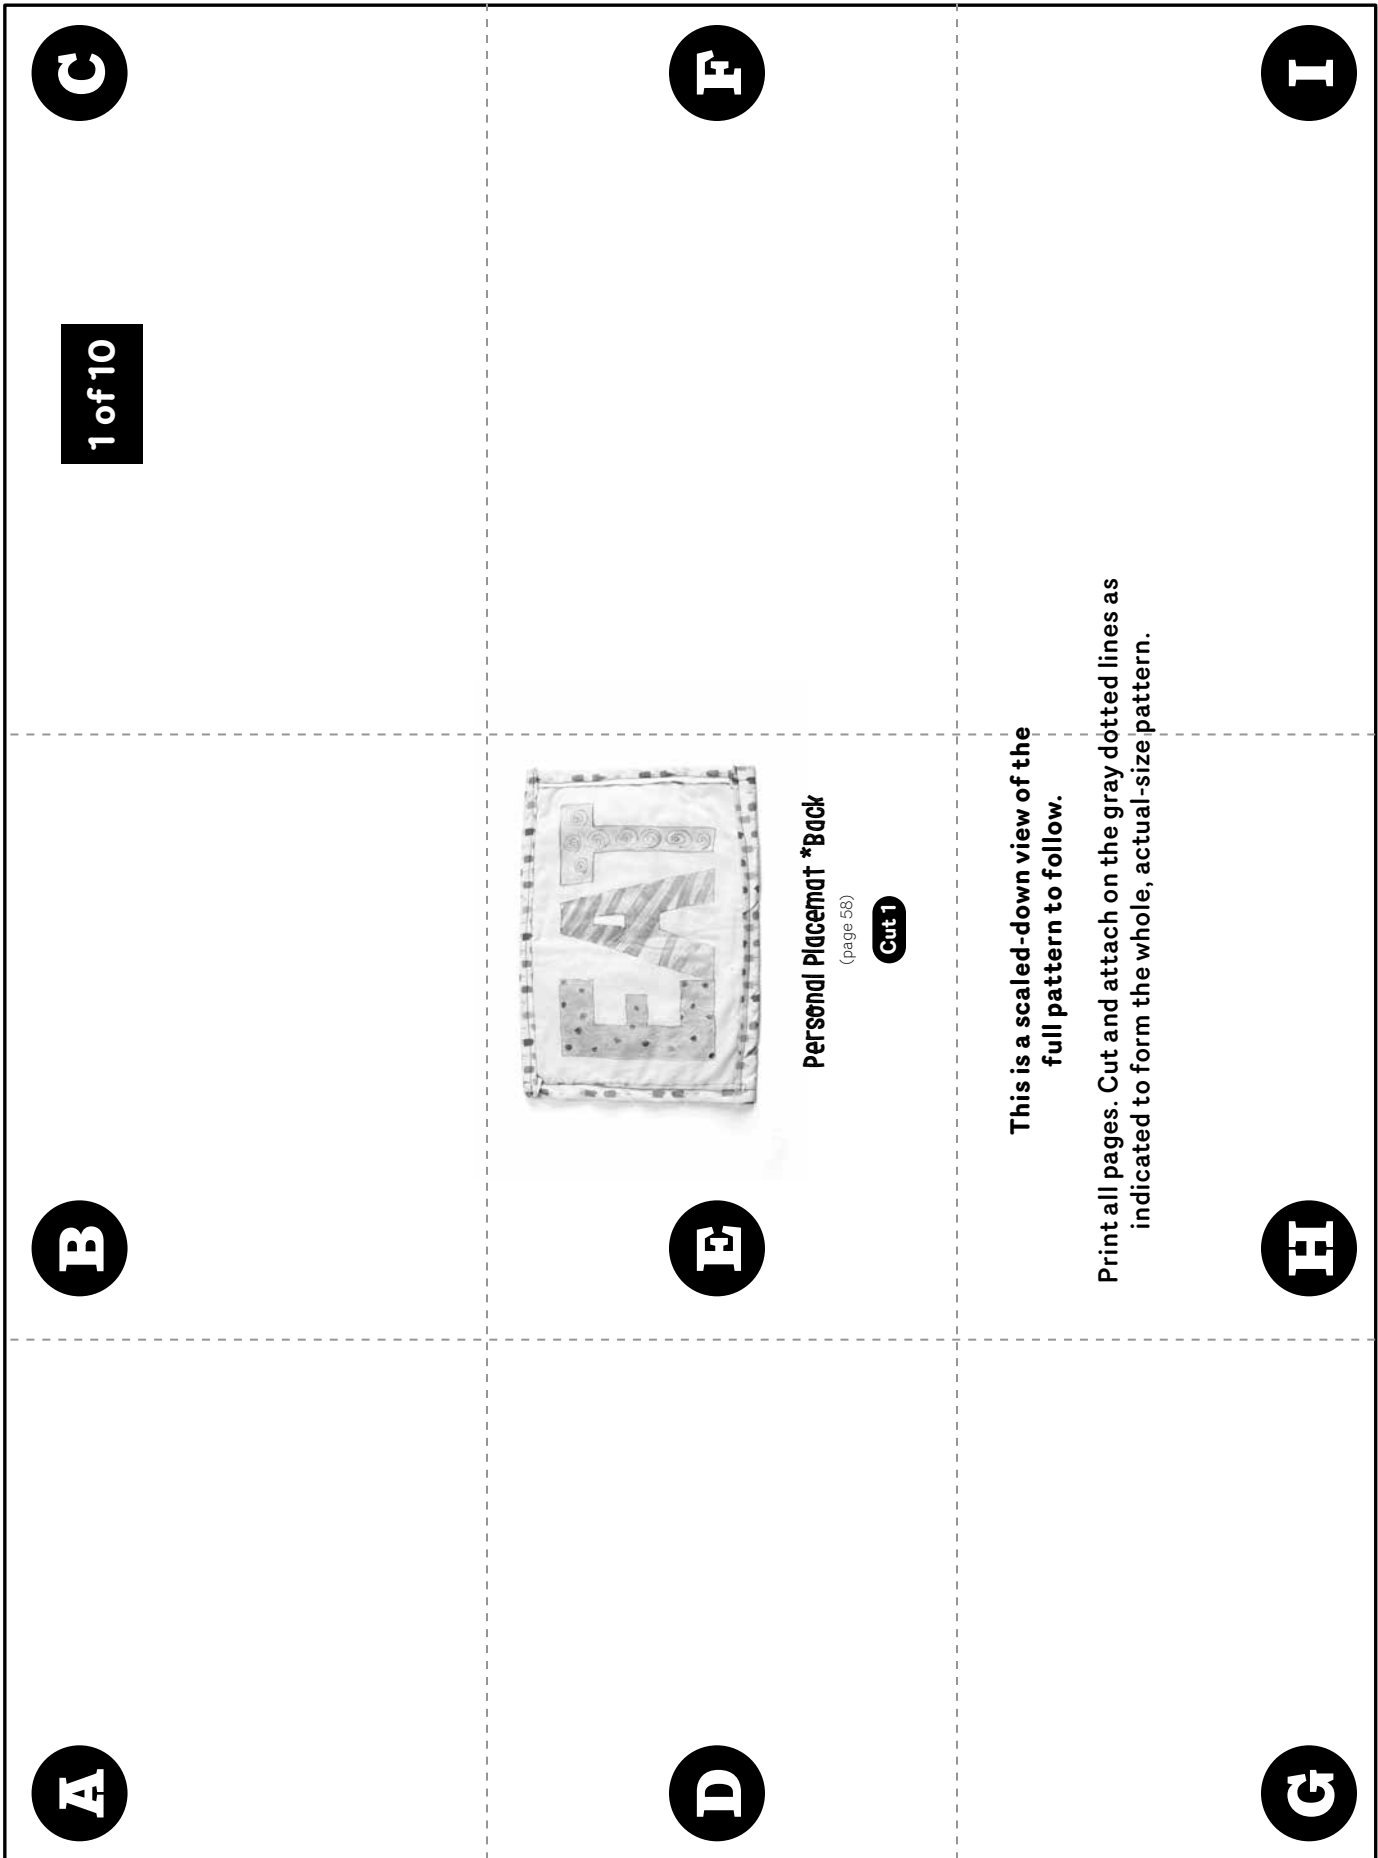 A
B
C
1 of 10
EAT
D
E
F
Personal Placemat *Back
(page 58)
Cut 1
This is a scaled-down view of the
full pattern to follow.
Print all pages. Cut and attach on the gray dotted lines as
indicated to form the whole, actual-size pattern.
G
H
I